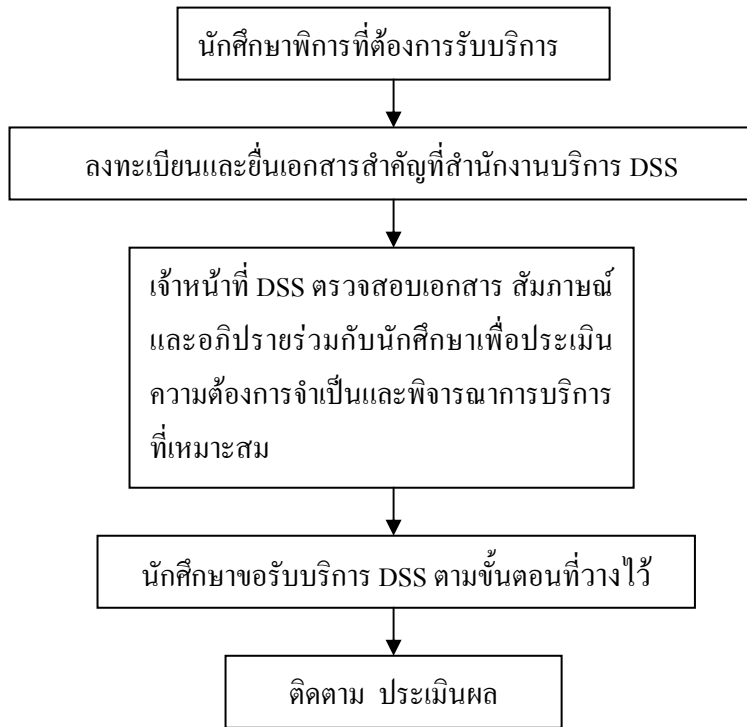 นักศึกษาพิการที่ต้องการรับบริการ
ลงทะเบียนและยื่นเอกสารสำคัญที่สำนักงานบริการ DSS
เจ้าหน้าที่ DSS ตรวจสอบเอกสาร สัมภาษณ์
และอภิปรายร่วมกับนักศึกษาเพื่อประเมิน
ความต้องการจำเป็นและพิจารณาการบริการ
ที่เหมาะสม
นักศึกษาขอรับบริการ DSS ตามขั้นตอนที่วางไว้
ติดตาม ประเมินผล